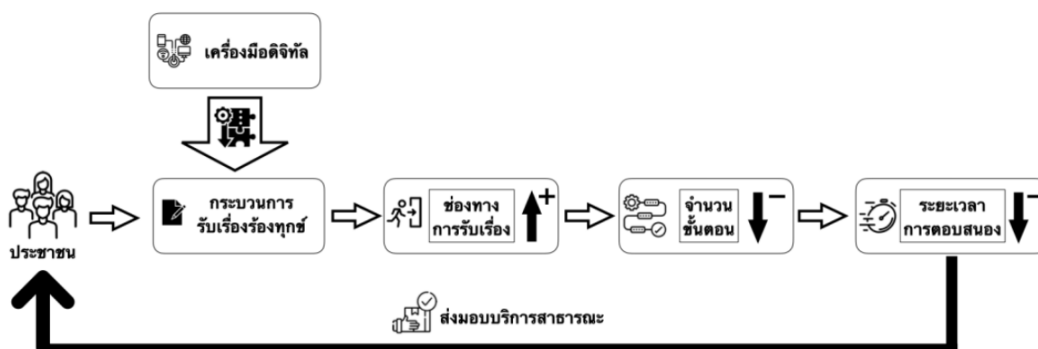 เครื่องมือดิจิทัล
ประชาชน
กระบวนการ
รับเรื่องร้องทุกข์
ช่องทาง
การรับเรื่อง
+
จำนวน
ขั้นตอน
–
ระยะเวลา
การตอบสนอง
–
ส่งมอบบริการสาธารณะ